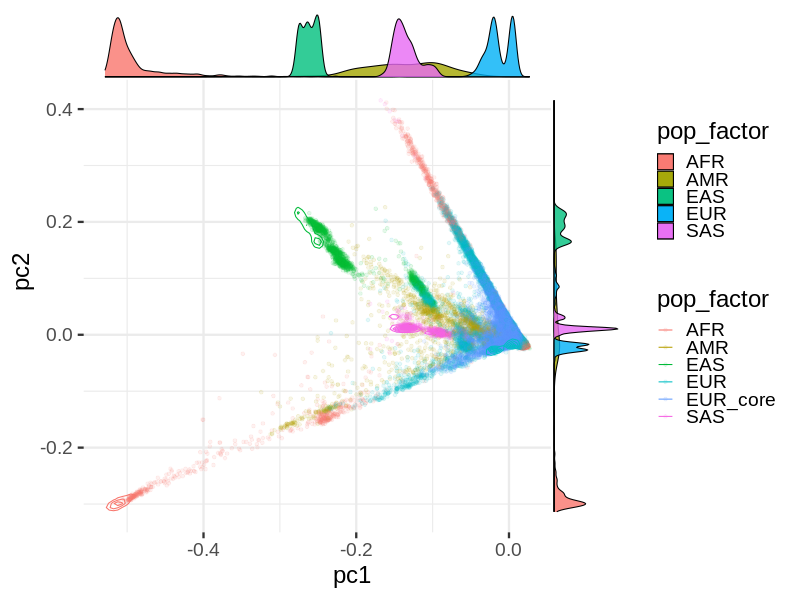 0.4
0.2
0.0
-0.2
pc2
-0.4
-0.2
0.0
pc1
pop_factor
AFR
AMR
EAS
EUR
SAS
pop_factor
AFR
AMR
EAS
EUR
EUR_core
SAS